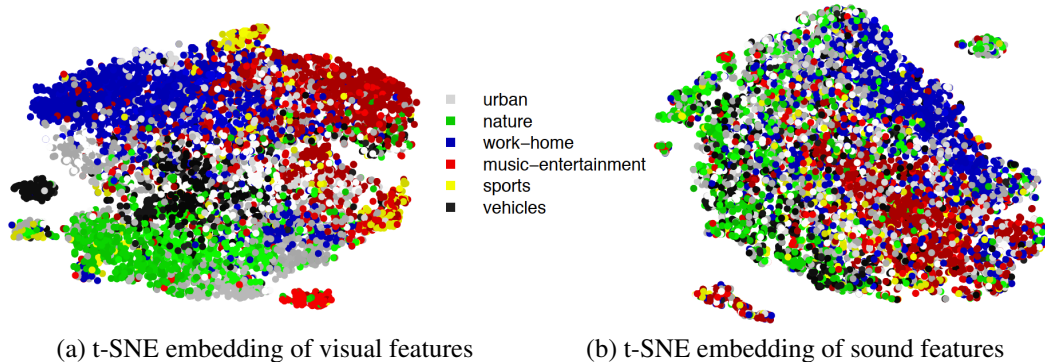 urban
nature
work-home
music-entertainment
sports
vehicles
(a) t-SNE embedding of visual features
(b) t-SNE embedding of sound features